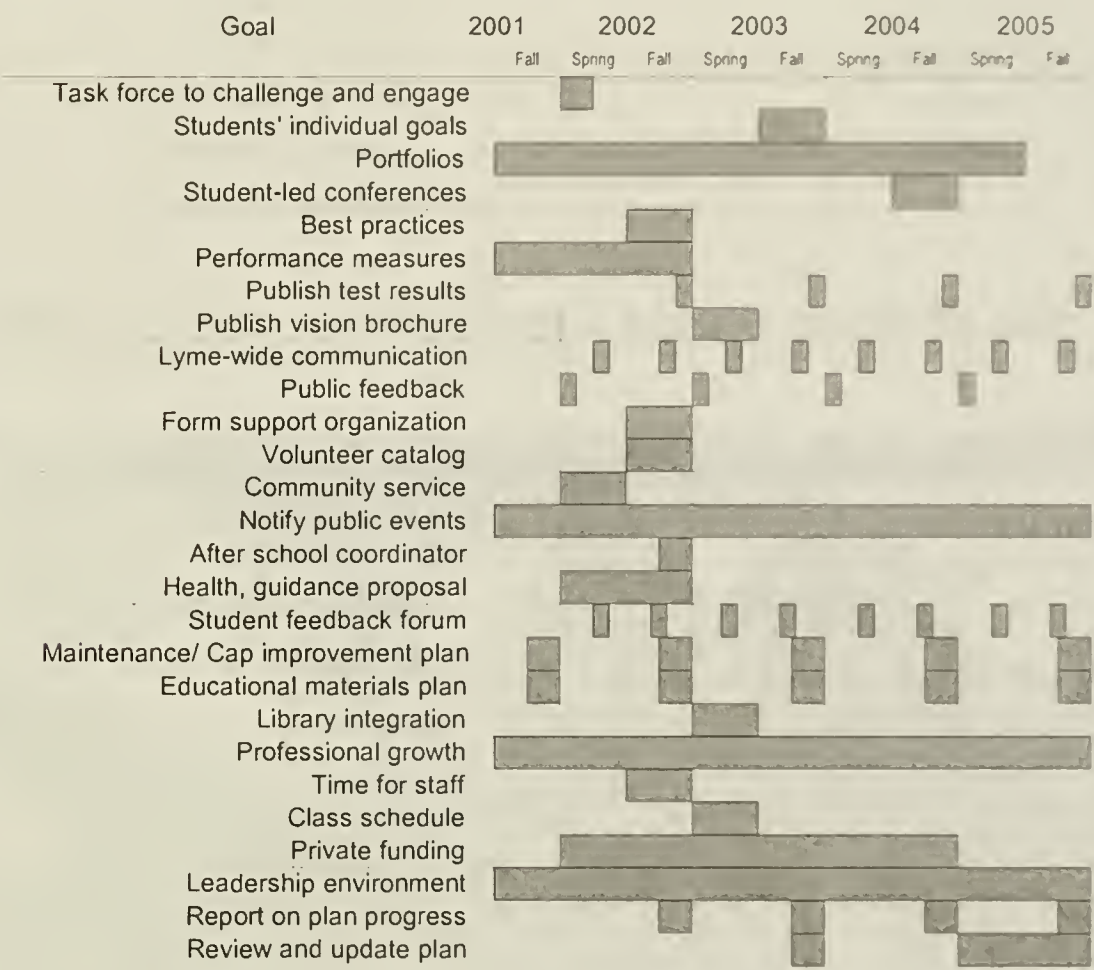 Goal 2001 2002 2003 2004 2005
Fall Spring Fall Spring Fall Spring Fall Spring Fall
Task force to challenge and engage
Students' individual goals
Portfolios
Student-led conferences
Best practices
Performance measures
Publish test results
Publish vision brochure
Lyme-wide communication
Public feedback
Form support organization
Volunteer catalog
Community service
Notify public events
After school coordinator
Health, guidance proposal
Student feedback forum
Maintenance/ Cap improvement plan
Educational materials plan
Library integration
Professional growth
Time for staff
Class schedule
Private funding
Leadership environment
Report on plan progress
Review and update plan